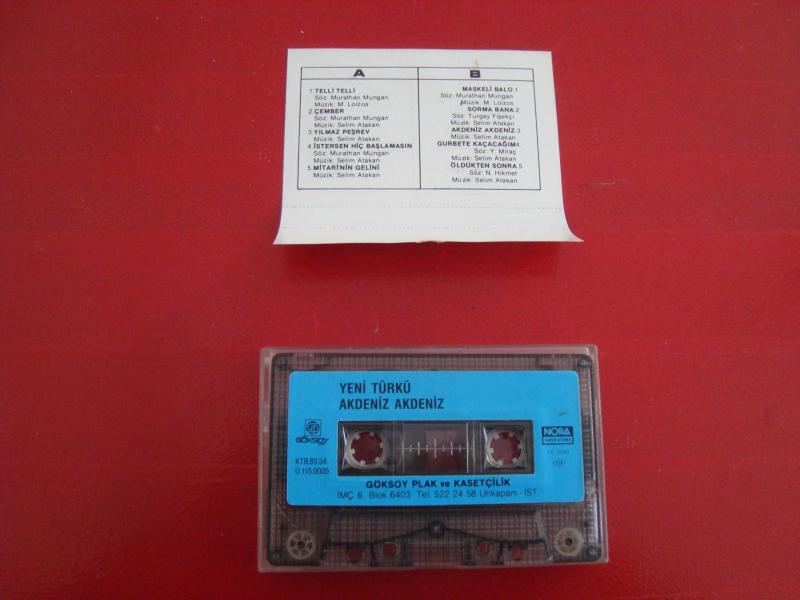 A
1.TELLİ TELLİ
Söz: Murathan Mungan
Müzik: M. Loizos
2.ÇEMBER
Söz: Murathan Mungan
Müzik: Selim Atakan
3.YILMAZ PEŞREV
Müzik: Selim Atakan
4.İSTERSEN HİÇ BAŞLAMASIN
Söz: Murathan Mungan
Müzik: Selim Atakan
5.MİTARİ'NİN GELİNİ
Müzik: Selim Atakan
B
MASKELİ BALO.1
Söz: Murathan Mungan
Müzik: M. Loizos
SORMA BANA.2
Söz: Turgay Fişekçi
Müzik: Selim Atakan
AKDENİZ AKDENİZ.3
Müzik: Selim Atakan
GURBETE KAÇACAĞIM4.
Söz: Y. Miraç
Müzik: Selim Atakan
ÖLDÜKTEN SONRA.5
Söz: N. Hikmet
Müzik: Selim Atakan
YENİ TÜRKÜ
AKDENİZ AKDENİZ
göksoy
KTB.89.34.
Ü.115.0005
NORA
SUPER STEREO
GÖKSOY PLAK ve KASETÇİLİK
İMÇ 6. Blok 6403 Tel. 522 24 58 Unkapanı-İST